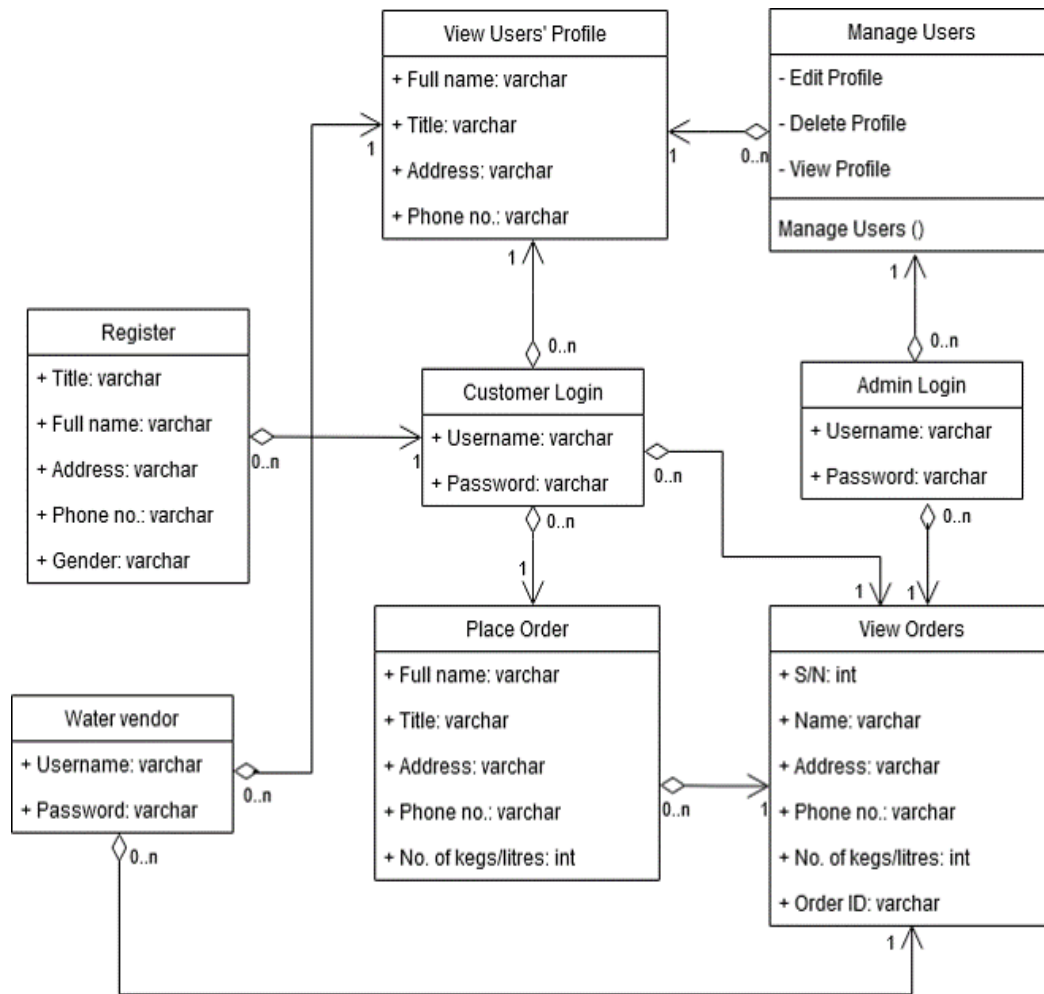 View Users' Profile
+ Full name: varchar
+ Title: varchar
+ Address: varchar
+ Phone no.: varchar
1
1
1
Manage Users
- Edit Profile
- Delete Profile
- View Profile
Manage Users ()
0..n
1
Register
+ Title: varchar
+ Full name: varchar
+ Address: varchar
+ Phone no.: varchar
+ Gender: varchar
0..n
Customer Login
+ Username: varchar
+ Password: varchar
0..n
1
0..n
0..n
Admin Login
+ Username: varchar
+ Password: varchar
0..n
0..n
Water vendor
+ Username: varchar
+ Password: varchar
0..n
0..n
Place Order
+ Full name: varchar
+ Title: varchar
+ Address: varchar
+ Phone no.: varchar
+ No. of kegs/litres: int
1
0..n
View Orders
+ S/N: int
+ Name: varchar
+ Address: varchar
+ Phone no.: varchar
+ No. of kegs/litres: int
+ Order ID: varchar
1
1
1
1